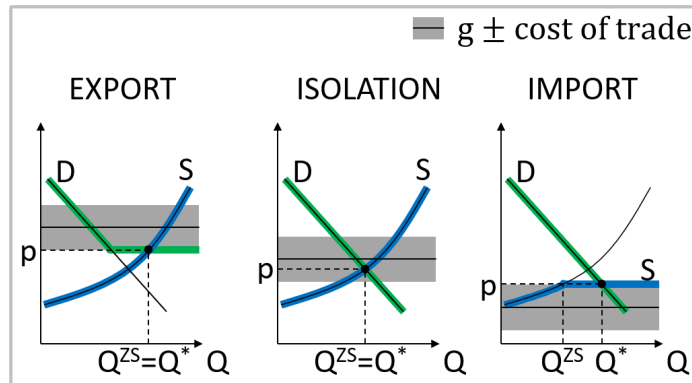 g ± cost of trade
EXPORT
ISOLATION
IMPORT
D
S
p
Q^ZS=Q^* Q
D
S
p
Q^ZS=Q^* Q
D
S
p
Q^ZS Q^* Q